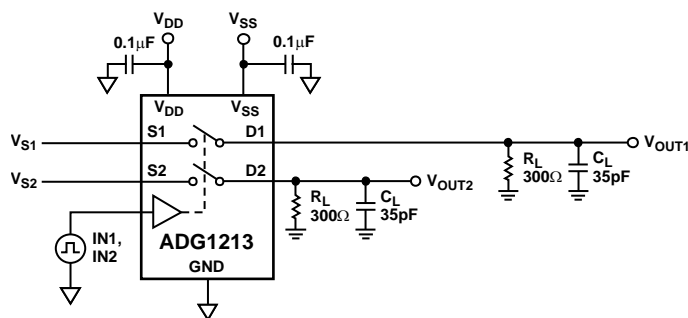 VDD
VSS
0.1µF
0.1µF
VDD
VSS
VS1
S1
D1
VOUT1
VS2
S2
D2
VOUT2
RL
300Ω
CL
35pF
RL
300Ω
CL
35pF
IN1,
IN2
ADG1213
GND